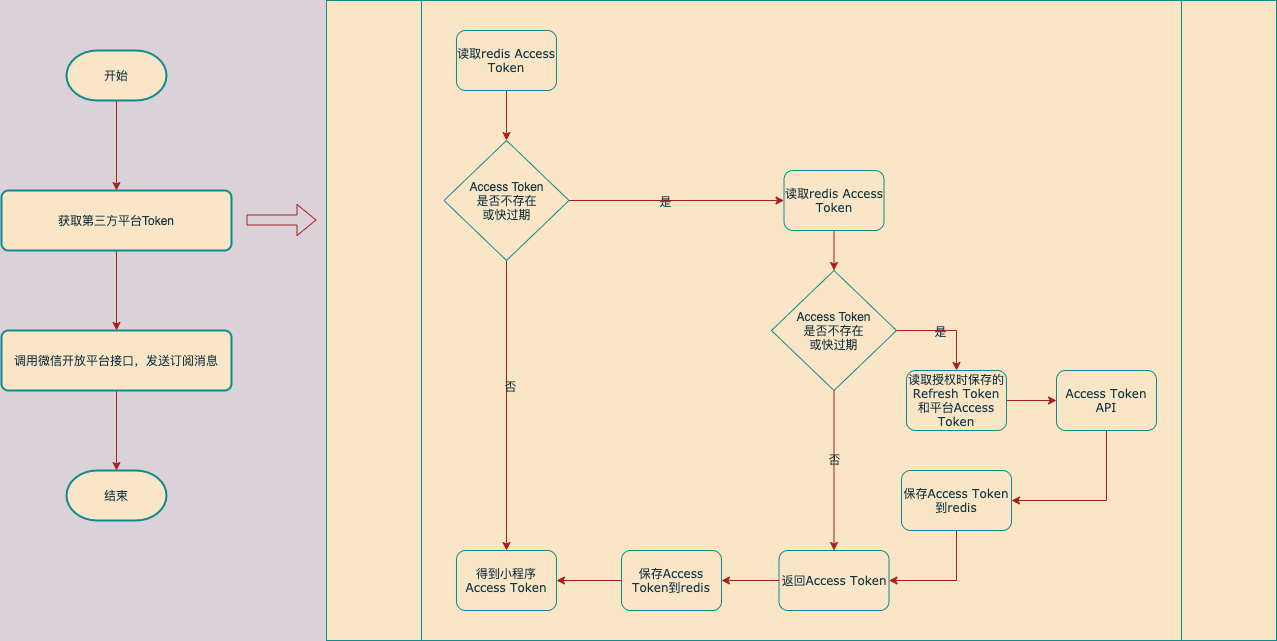 开始
获取第三方平台Token
调用微信开放平台接口，发送订阅消息
结束
读取redis Access
Token
Access Token
是否不存在
或快过期
是
读取redis Access
Token
Access Token
是否不存在
或快过期
是
读取授权时保存的
Refresh Token
和平台Access
Token
Access Token
API
否
否
保存Access Token
到redis
得到小程序
Access Token
保存Access
Token到redis
返回Access Token